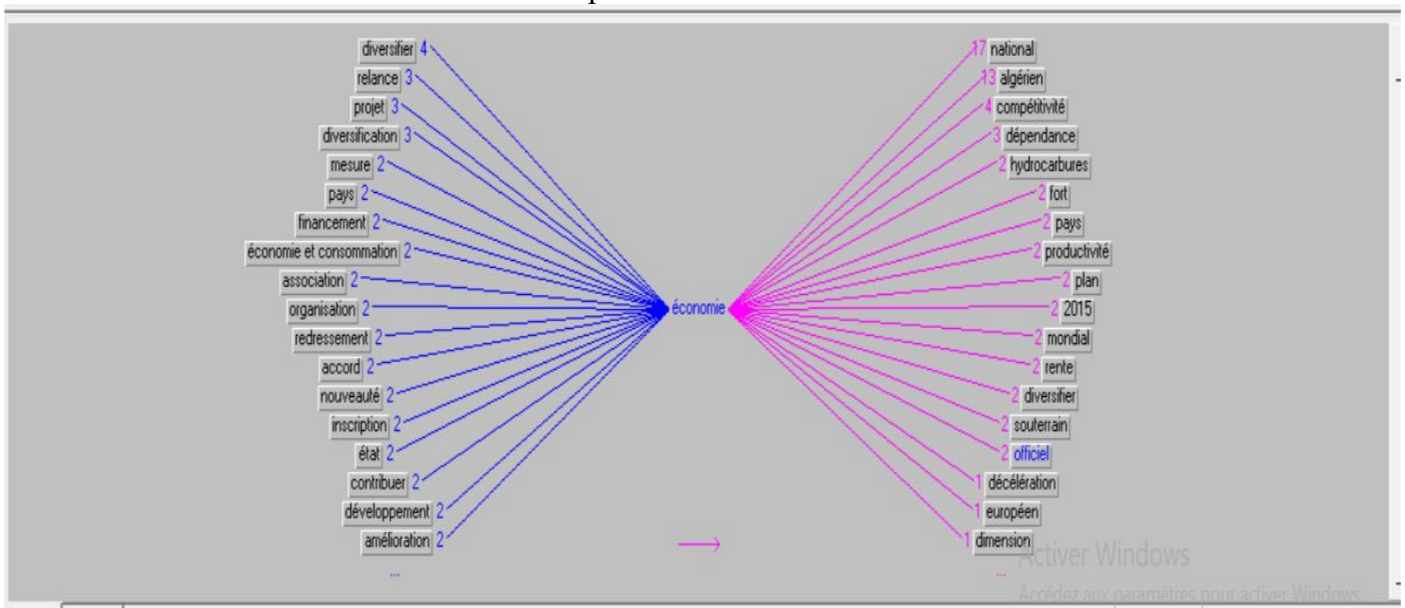 diversifier 4
relance 3
projet 3
diversification 3
mesure 2
pays 2
financement 2
économie et consommation 2
association 2
organisation 2
redressement 2
accord 2
nouveauté 2
inscription 2
état 2
contribuer 2
développement 2
amélioration 2
...
économie
17 national
13 algérien
4 compétitivité
3 dépendance
2 hydrocarbures
2 fort
2 pays
2 productivité
2 plan
2 2015
2 mondial
2 rente
2 diversifier
2 souterrain
2 officiel
1 décélération
1 européen
1 dimension
...
Activer Windows
Accédez aux paramètres pour activer Windows